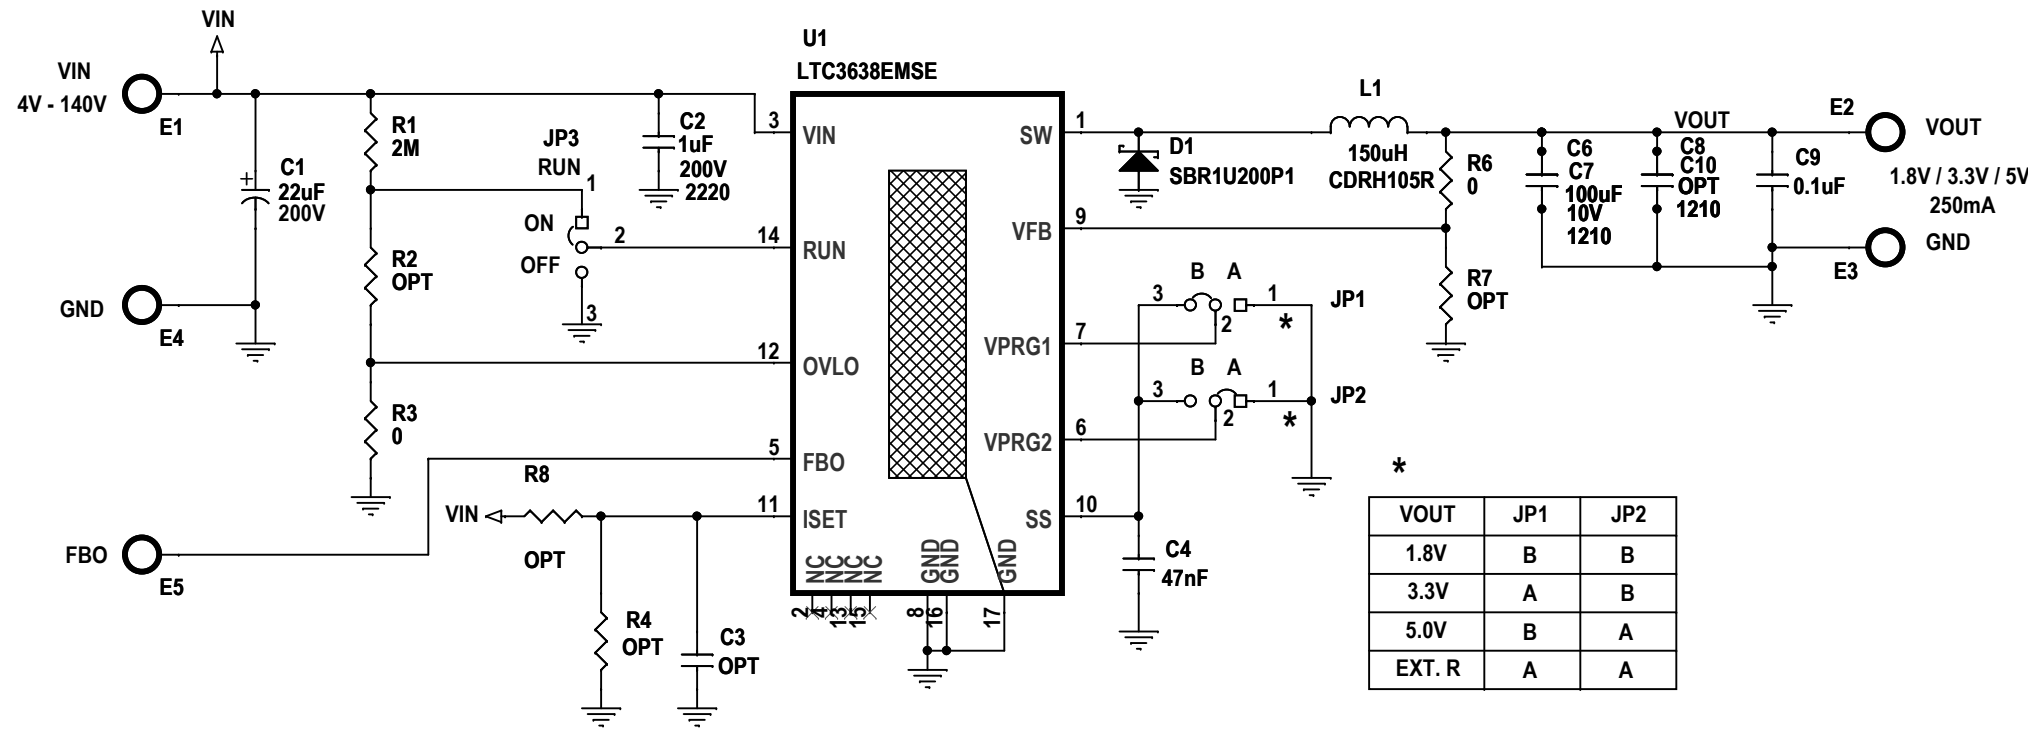 VIN
VIN
4V - 140V
E1
C1
+
22uF
200V
GND
E4
R1
2M
R2
OPT
R3
0
JP3
RUN
1
ON
2
OFF
3
C2
1uF
200V
2220
U1
LTC3638EMSE
3
VIN
14
RUN
12
OVLO
5
FBO
11
ISET
FBO
E5
R8
VIN
OPT
R4
OPT
C3
OPT
NC
NC
NC
NC
2
4
13
15
GND
GND
GND
8
16
17
SW
1
VFB
9
VPRG1
7
VPRG2
6
SS
10
D1
SBR1U200P1
L1
150uH
CDRH105R
R6
0
R7
OPT
B A
3
1
2
*
JP1
B A
3
1
2
*
JP2
C4
47nF
C6
C7
100uF
10V
1210
VOUT
C8
C10
OPT
1210
C9
0.1uF
E2
VOUT
1.8V / 3.3V / 5V
250mA
GND
E3
*
VOUT JP1 JP2
1.8V B B
3.3V A B
5.0V B A
EXT. R A A